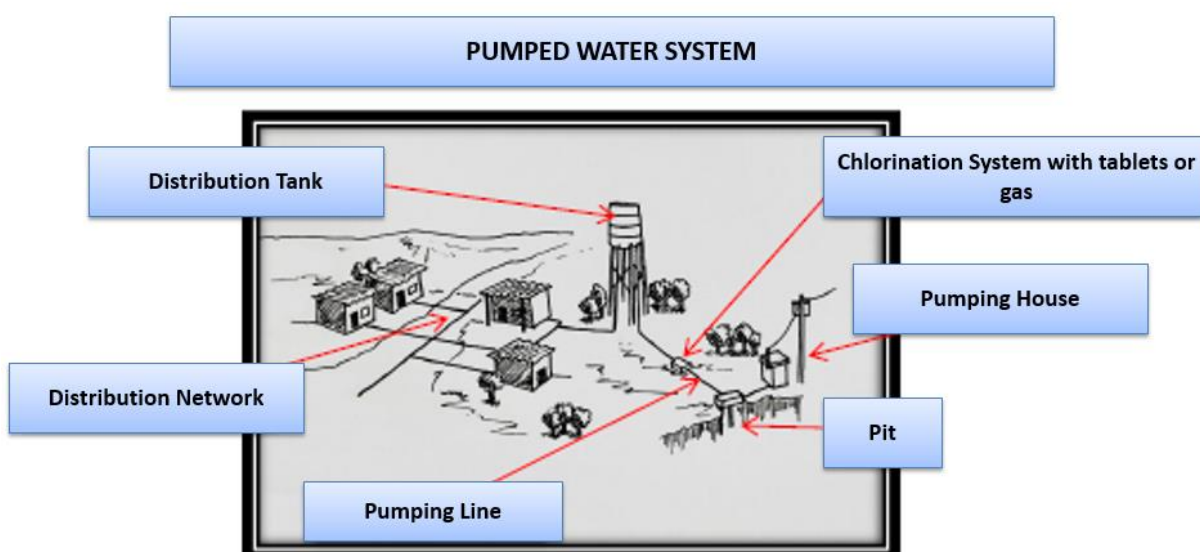 PUMPED WATER SYSTEM
Distribution Tank
Chlorination System with tablets or
gas
Pumping House
Distribution Network
Pit
Pumping Line